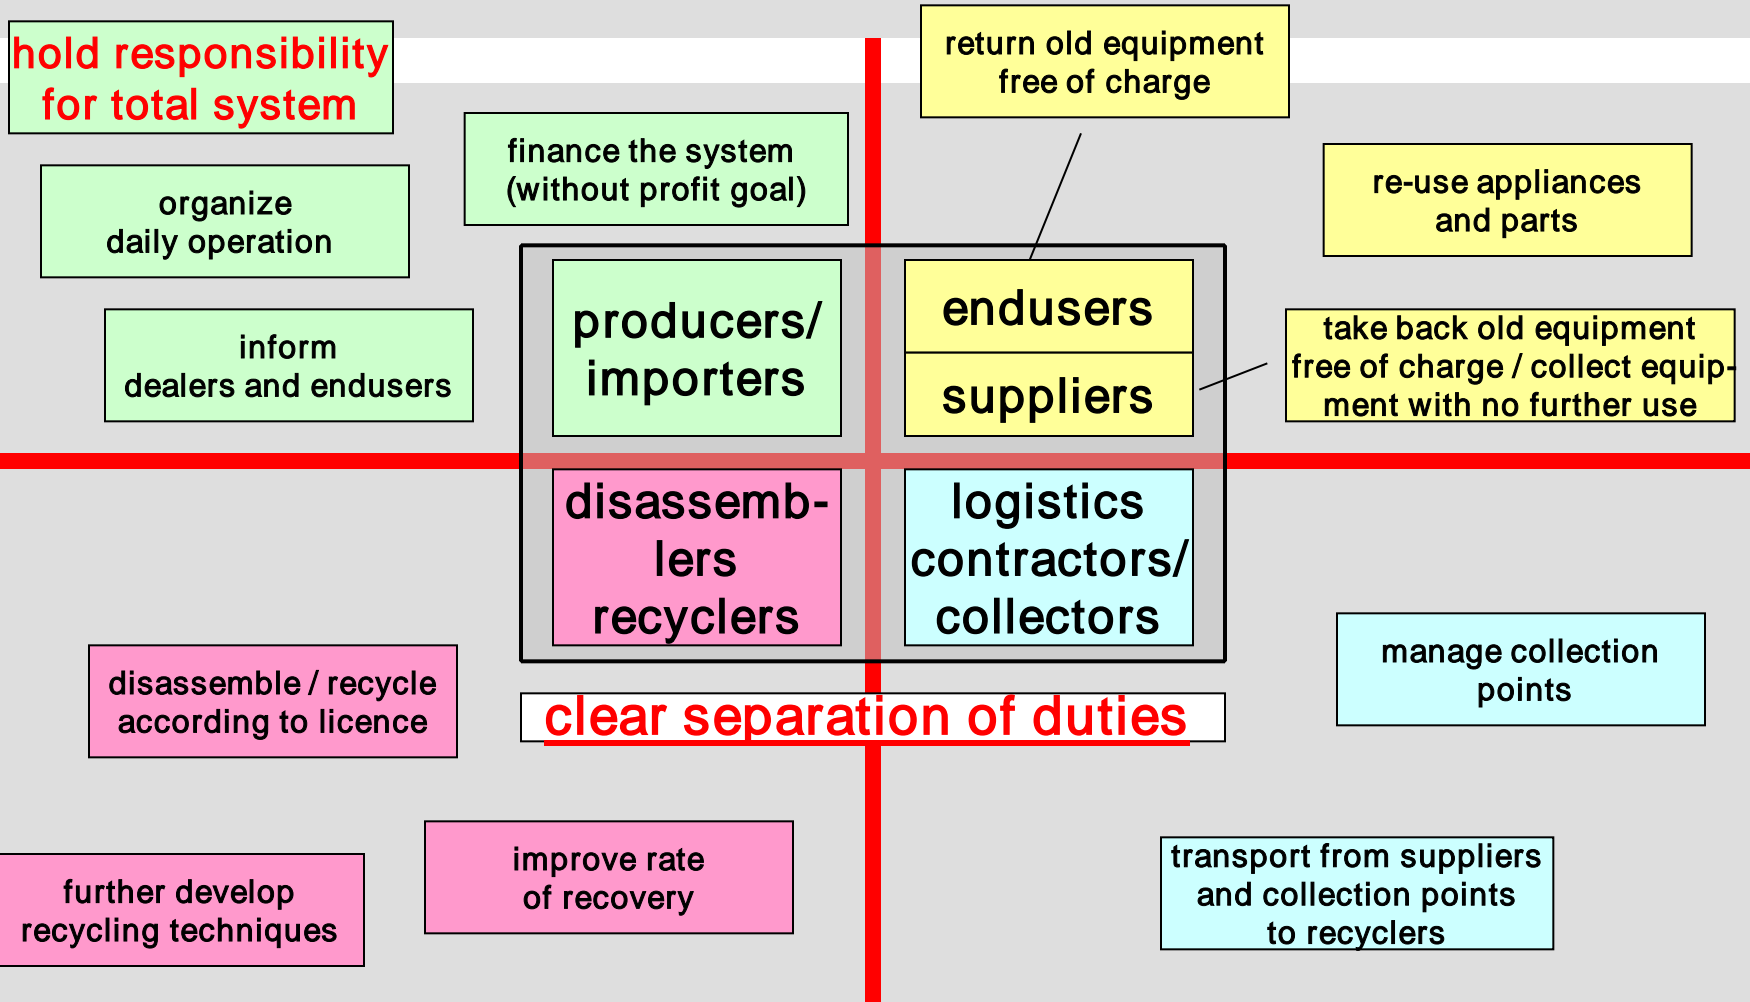 hold responsibility
for total system
return old equipment
free of charge
finance the system
(without profit goal)
organize
daily operation
re-use appliances
and parts
inform
dealers and endusers
producers/
importers
endusers
suppliers
take back old equipment
free of charge / collect equip-
ment with no further use
disassemb-
lers
recyclers
logistics
contractors/
collectors
disassemble / recycle
according to licence
clear separation of duties
manage collection
points
further develop
recycling techniques
improve rate
of recovery
transport from suppliers
and collection points
to recyclers